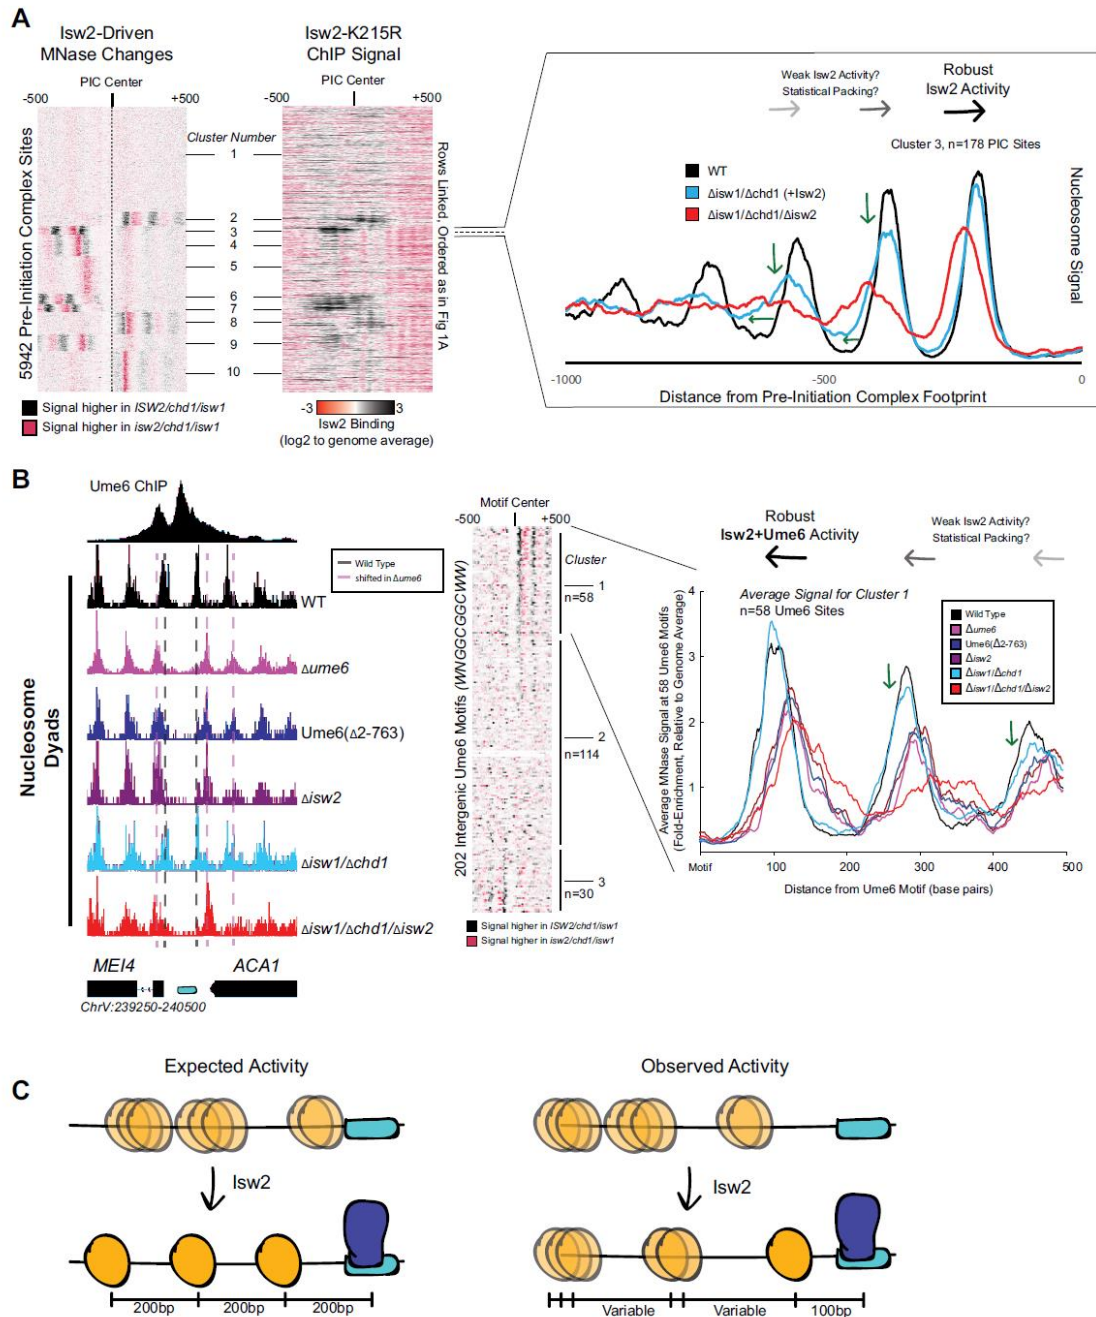 A
Isw2-Driven
MNase Changes
PIC Center
-500
+500
5942 Pre-Initiation Complex Sites
Signal higher in ISW2/chd1/isw1
Signal higher in isw2/chd1/isw1
Cluster Number
1
2
3
4
5
6
7
8
9
10
Isw2-K215R
ChIP Signal
PIC Center
-500
+500
Rows Linked, Ordered as in Fig 1A
-3
3
Isw2 Binding
(log2 to genome average)
Weak Isw2 Activity?
Statistical Packing?
Robust
Isw2 Activity
Cluster 3, n=178 PIC Sites
WT
Δisw1/Δchd1 (+Isw2)
Δisw1/Δchd1/Δisw2
Nucleosome Signal
-1000
-500
0
Distance from Pre-Initiation Complex Footprint
B
Ume6 ChIP
Wild Type
shifted in Δume6
Nucleosome
Dyads
WT
Δume6
Ume6(Δ2-763)
Δisw2
Δisw1/Δchd1
Δisw1/Δchd1/Δisw2
MEI4
ACA1
ChrV:239250-240500
Motif Center
-500
+500
202 Intergenic Ume6 Motifs (WNGGCGGCWW)
Cluster
1
n=58
2
n=114
3
n=30
Signal higher in ISW2/chd1/isw1
Signal higher in isw2/chd1/isw1
Robust
Isw2+Ume6 Activity
Weak Isw2 Activity?
Statistical Packing?
Average Signal for Cluster 1
n=58 Ume6 Sites
Wild Type
Δume6
Ume6(Δ2-763)
Δisw2
Δisw1/Δchd1
Δisw1/Δchd1/Δisw2
Average MNase Signal at 58 Ume6 Motifs
(Fold-Enrichment, Relative to Genome Average)
4
3
2
1
Motif
100
200
300
400
500
Distance from Ume6 Motif (base pairs)
C
Expected Activity
Isw2
200bp
200bp
200bp
Observed Activity
Isw2
Variable
Variable
100bp